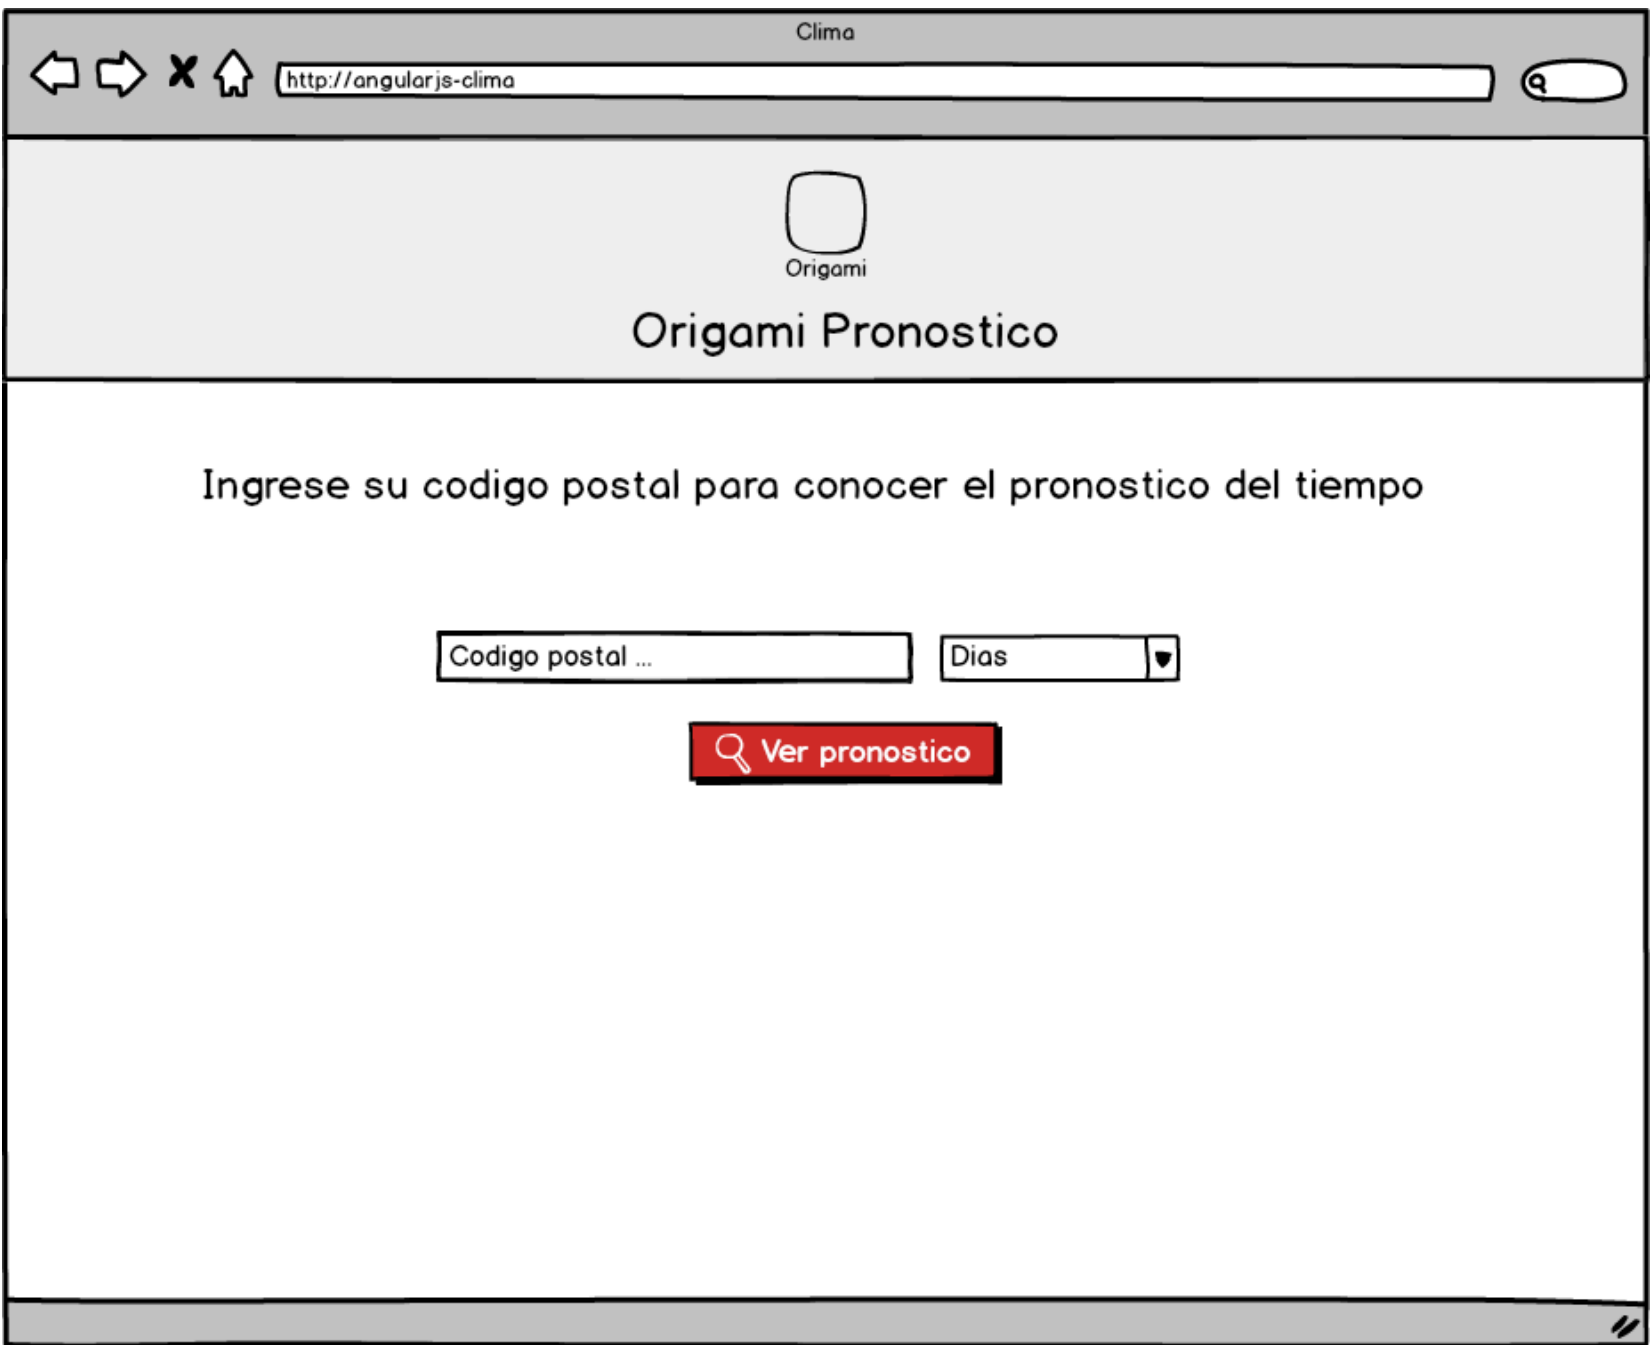 Clima
http://angularjs-clima
Origami
Origami Pronostico
Ingrese su codigo postal para conocer el pronostico del tiempo
Codigo postal ... Dias
Ver pronostico